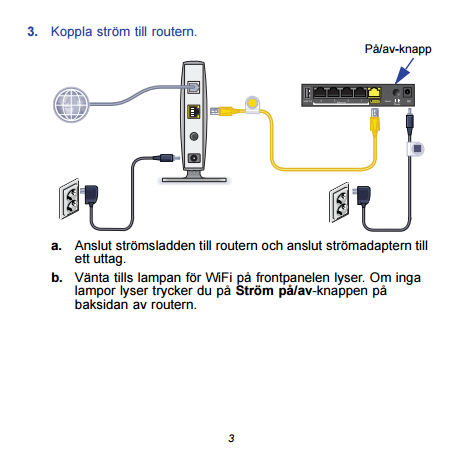 3. Koppla ström till routern.
På/av-knapp
a. Anslut strömsladden till routern och anslut strömadaptern till
ett uttag.
b. Vänta tills lampan för WiFi på frontpanelen lyser. Om inga
lampor lyser trycker du på Ström på/av-knappen på
baksidan av routern.
3